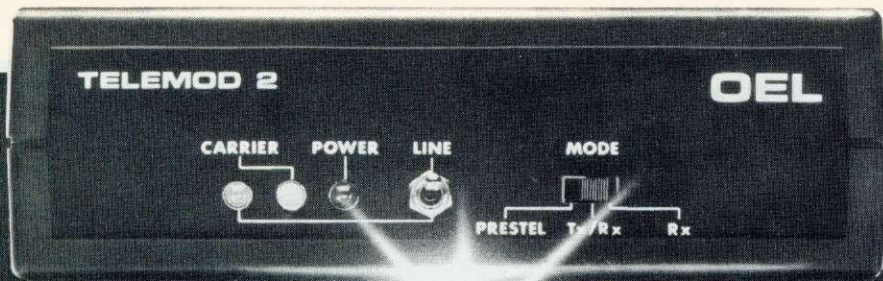 TELEMOD 2 OEL
CARRIER POWER LINE MODE
PRESTEL Tx/Rx Rx